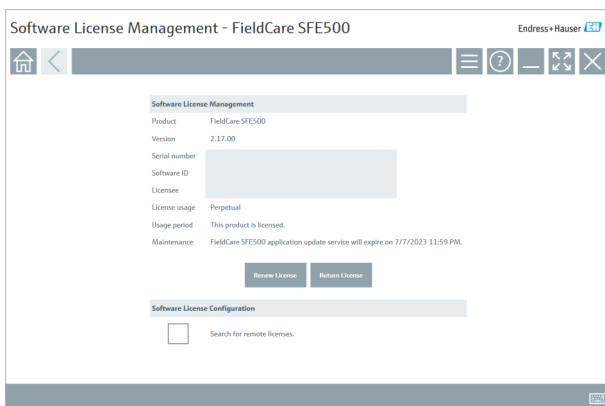 Software License Management - FieldCare SFE500
Endress+Hauser EH
?
Software License Management
Product FieldCare SFE500
Version 2.17.00
Serial number
Software ID
Licensee
License usage Perpetual
Usage period This product is licensed.
Maintenance FieldCare SFE500 application update service will expire on 7/7/2023 11:59 PM.
Renew License Return License
Software License Configuration
Search for remote licenses.